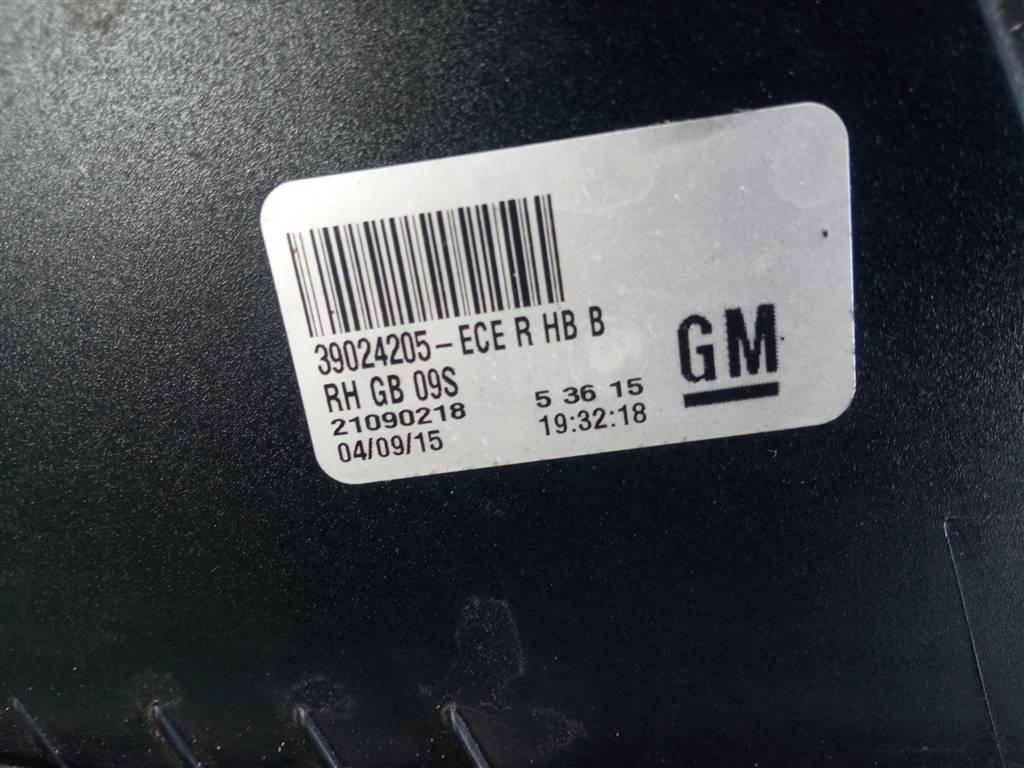 39024205-ECE R HB B
RH GB 09S
21090218 5 36 15
04/09/15 19:32:18
GM